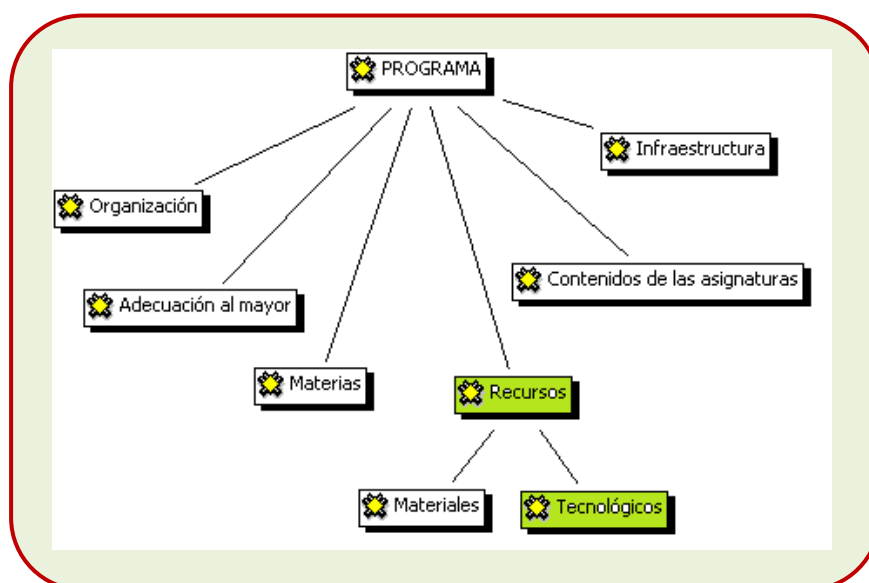 PROGRAMA
Infraestructura
Organización
Contenidos de las asignaturas
Adecuación al mayor
Materias
Recursos
Materiales
Tecnológicos